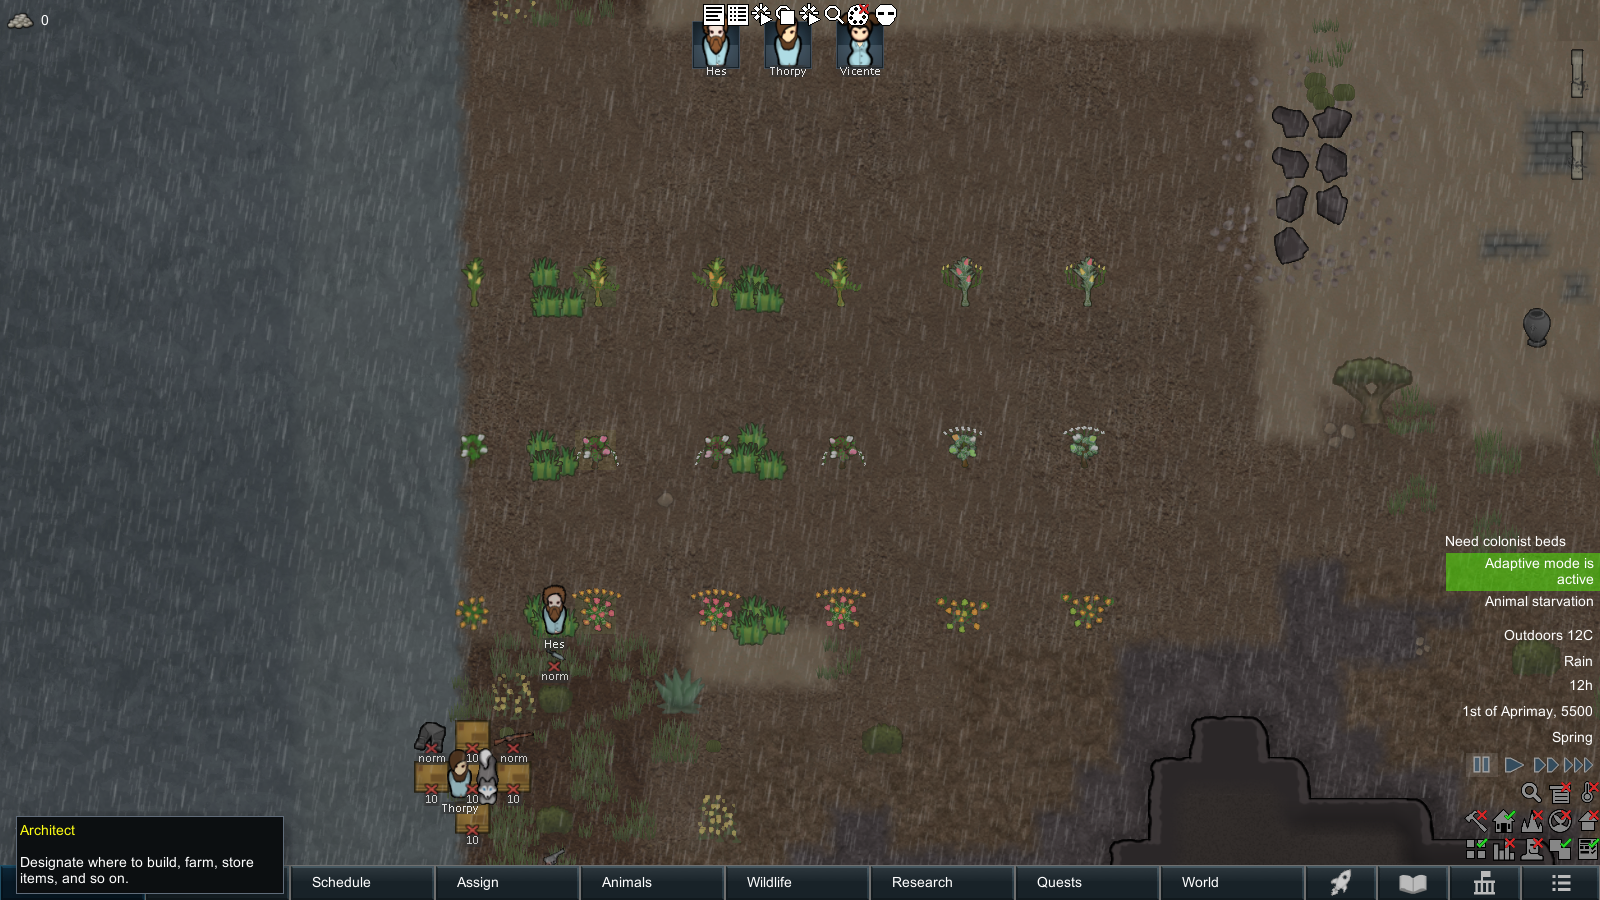 0
Hes
Thorpy
Vicente
Need colonist beds
Adaptive mode is
active
Animal starvation
Outdoors 12C
Rain
12h
1st of Aprimay, 5500
Spring
Hes
norm
norm
10
norm
10
10
10
Thorpy
10
Architect
Designate where to build, farm, store
items, and so on.
Schedule
Assign
Animals
Wildlife
Research
Quests
World